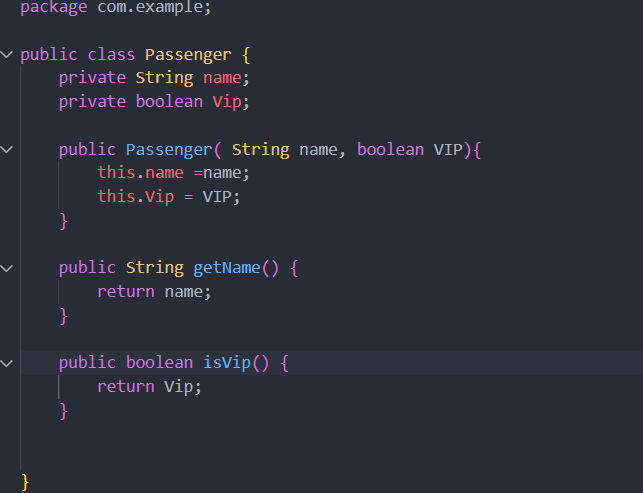 package com.example;
public class Passenger {
private String name;
private boolean Vip;
public Passenger( String name, boolean VIP){
this.name =name;
this.Vip = VIP;
}
public String getName() {
return name;
}
public boolean isVip() {
return Vip;
}
}